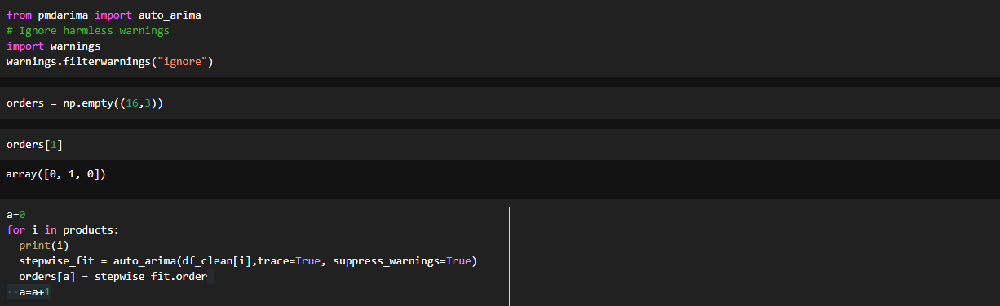 from pmdarima import auto_arima
# Ignore harmless warnings
import warnings
warnings.filterwarnings("ignore")
orders = np.empty((16,3))
orders[1]
array([0, 1, 0])
a=0
for i in products:
  print(i)
  stepwise_fit = auto_arima(df_clean[i],trace=True, suppress_warnings=True)
  orders[a] = stepwise_fit.order
  a=a+1